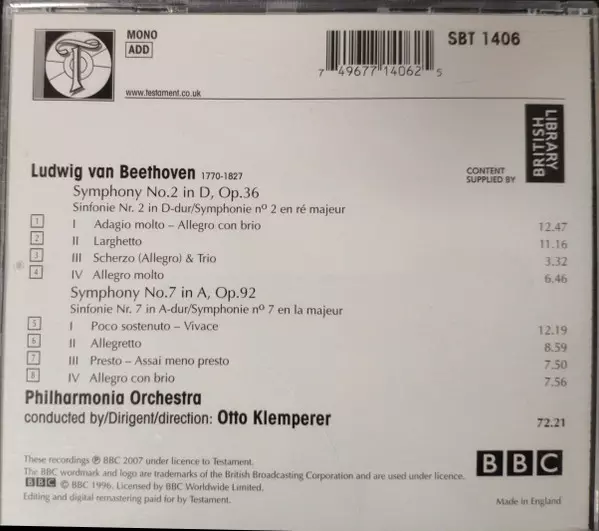 MONO
ADD
www.testament.co.uk
7 49677 14062 5
SBT 1406
Ludwig van Beethoven 1770-1827
CONTENT
SUPPLIED BY
LIBRARY
BRITISH
Symphony No.2 in D, Op.36
Sinfonie Nr. 2 in D-dur/Symphonie nº 2 en ré majeur
1 I Adagio molto – Allegro con brio 12.47
2 II Larghetto 11.16
3 III Scherzo (Allegro) & Trio 3.32
4 IV Allegro molto 6.46
Symphony No.7 in A, Op.92
Sinfonie Nr. 7 in A-dur/Symphonie nº 7 en la majeur
5 I Poco sostenuto – Vivace 12.19
6 II Allegretto 8.59
7 III Presto – Assai meno presto 7.50
8 IV Allegro con brio 7.56
Philharmonia Orchestra
conducted by/Dirigent/direction: Otto Klemperer 72.21
These recordings ℗ BBC 2007 under licence to Testament.
The BBC wordmark and logo are trademarks of the British Broadcasting Corporation and are used under licence.
BBC © BBC 1996. Licensed by BBC Worldwide Limited.
Editing and digital remastering paid for by Testament.
BBC
Made in England